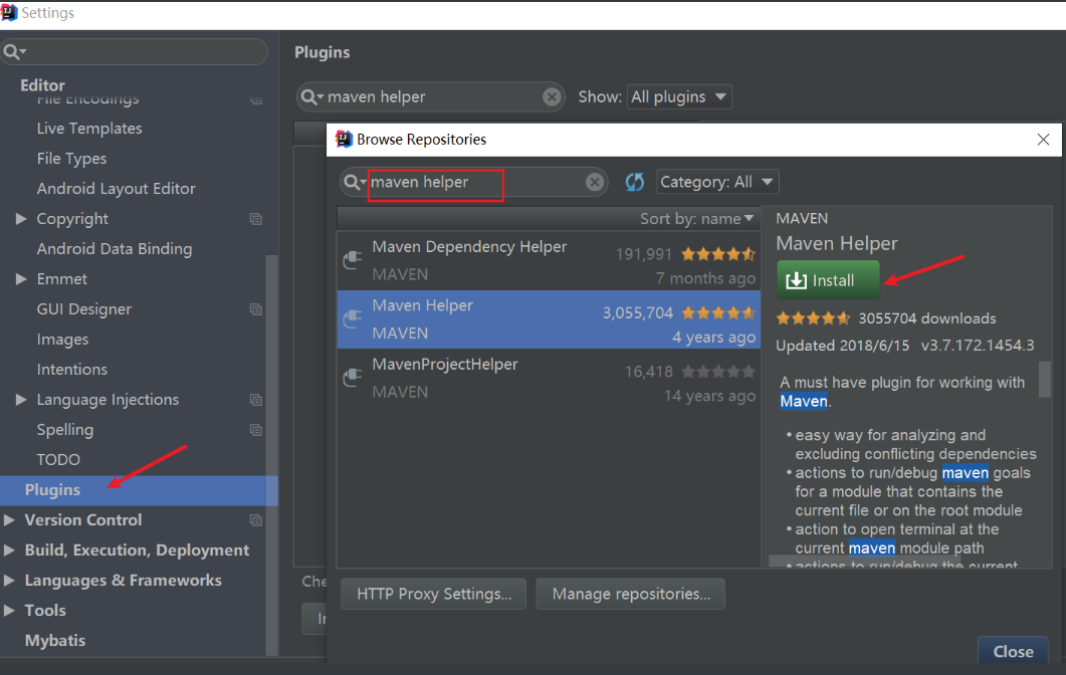 Settings
Editor
File Encodings
Live Templates
File Types
Android Layout Editor
Copyright
Android Data Binding
Emmet
GUI Designer
Images
Intentions
Language Injections
Spelling
TODO
Plugins
Version Control
Build, Execution, Deployment
Languages & Frameworks
Tools
Mybatis
Plugins
maven helper
Show: All plugins
Browse Repositories
maven helper
Category: All
Sort by: name
Maven Dependency Helper 191,991
MAVEN 7 months ago
Maven Helper 3,055,704
MAVEN 4 years ago
MavenProjectHelper 16,418
MAVEN 14 years ago
MAVEN
Maven Helper
Install
3055704 downloads
Updated 2018/6/15 v3.7.172.1454.3
A must have plugin for working with
Maven.
• easy way for analyzing and
excluding conflicting dependencies
• actions to run/debug maven goals
for a module that contains the
current file or on the root module
• action to open terminal at the
current maven module path
• actions to run/debug the current
HTTP Proxy Settings...
Manage repositories...
Close